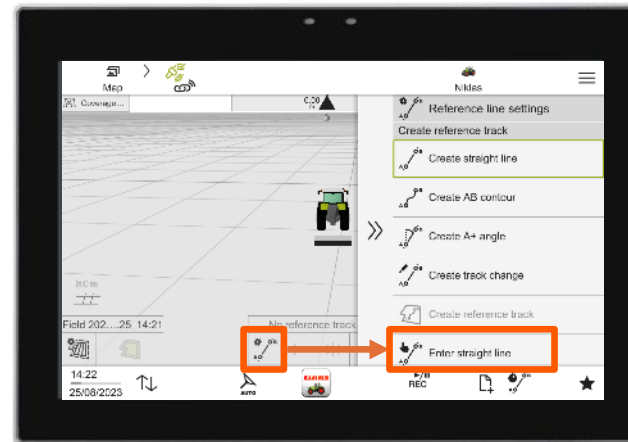 Map
Niklas
Coverage...
0.00
Reference line settings
Create reference track
Create straight line
Create AB contour
Create A+ angle
Create track change
Create reference track
Enter straight line
8.0 m
Field 202....25 14:21
No reference track
14:22
25/08/2023
AUTO
CLAAS
REC